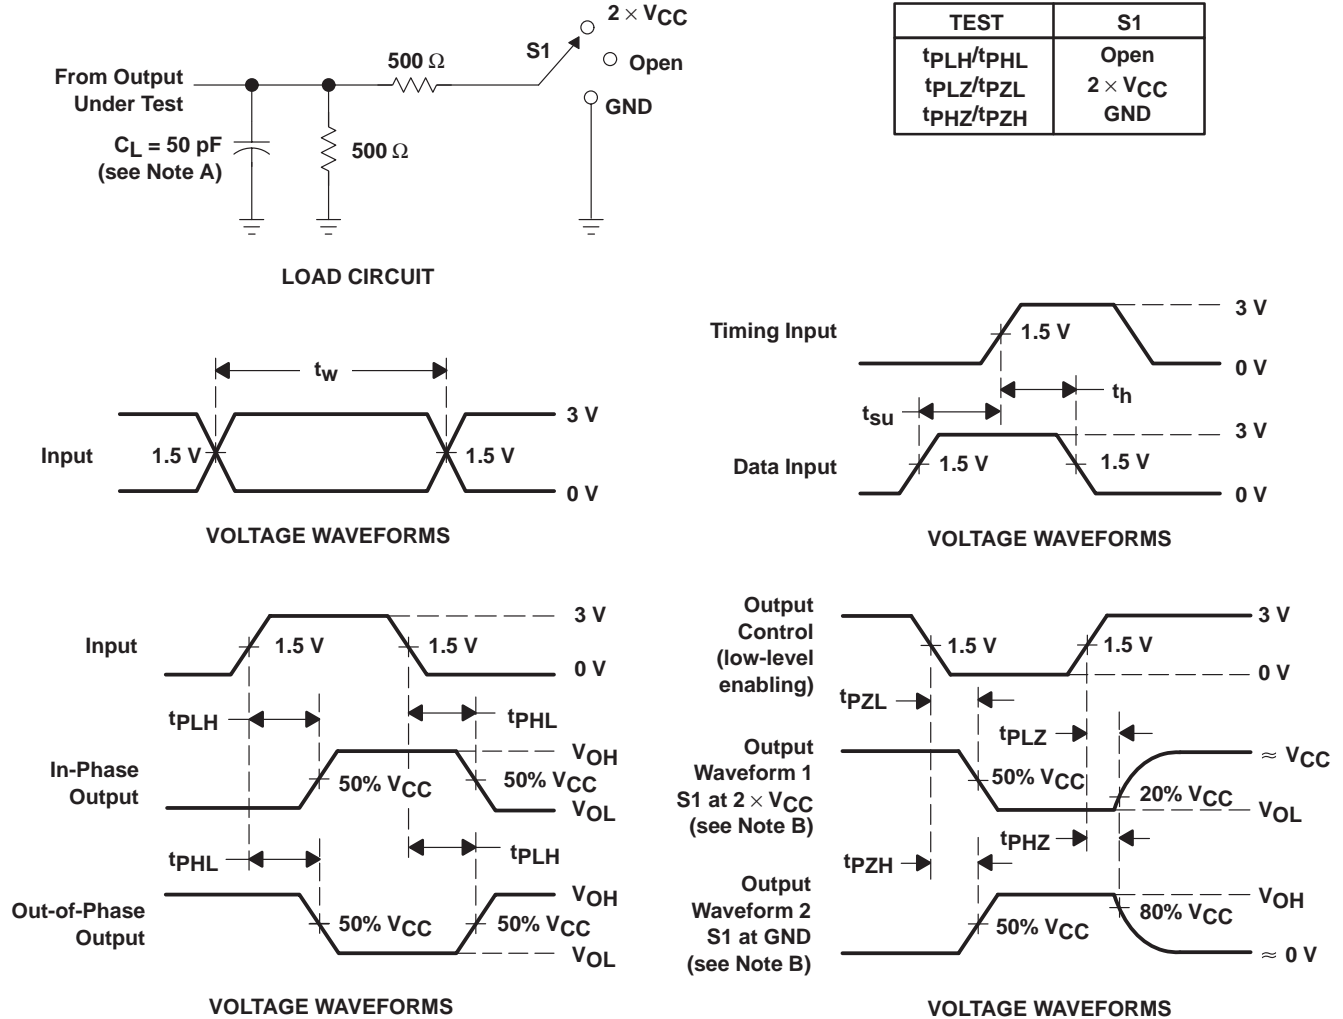 2 × VCC
S1
Open
GND
500 Ω
From Output
Under Test
CL = 50 pF
(see Note A)
500 Ω
LOAD CIRCUIT
TEST S1
tPLH/tPHL Open
tPLZ/tPZL 2 × VCC
tPHZ/tPZH GND
tw
Input
1.5 V
1.5 V
3 V
0 V
VOLTAGE WAVEFORMS
Timing Input
1.5 V
3 V
0 V
th
tsu
Data Input
1.5 V
1.5 V
3 V
0 V
VOLTAGE WAVEFORMS
Input
1.5 V
1.5 V
3 V
0 V
tPLH
tPHL
In-Phase
Output
50% VCC
50% VCC
VOH
VOL
tPHL
tPLH
Out-of-Phase
Output
50% VCC
50% VCC
VOH
VOL
VOLTAGE WAVEFORMS
Output
Control
(low-level
enabling)
1.5 V
1.5 V
3 V
0 V
tPZL
tPLZ
Output
Waveform 1
S1 at 2 × VCC
(see Note B)
50% VCC
20% VCC
≈ VCC
VOL
tPZH
tPHZ
Output
Waveform 2
S1 at GND
(see Note B)
50% VCC
80% VCC
VOH
≈ 0 V
VOLTAGE WAVEFORMS